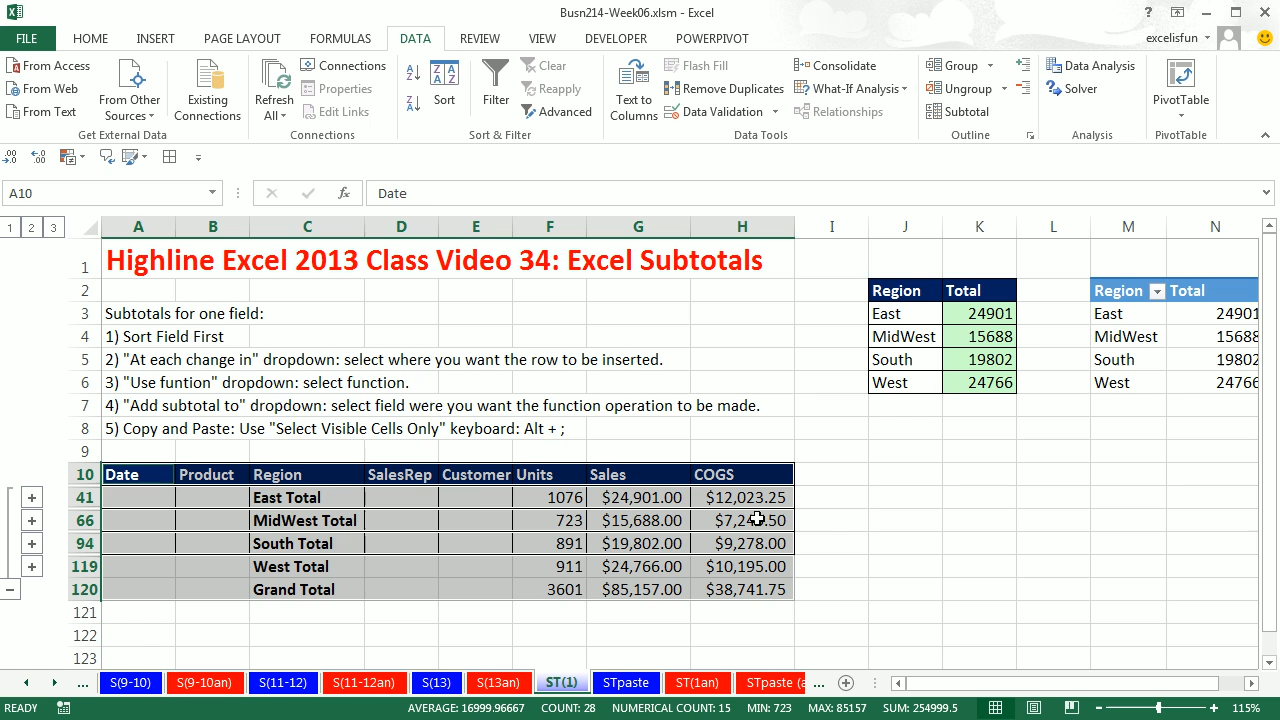 Busn214-Week06.xlsm - Excel
FILE HOME INSERT PAGE LAYOUT FORMULAS DATA REVIEW VIEW DEVELOPER POWERPIVOT excelisfun
From Access
From Web
From Text
From Other Sources
Existing Connections
Get External Data
Refresh All
Connections
Properties
Edit Links
Connections
Sort
Filter
Clear
Reapply
Advanced
Sort & Filter
Text to Columns
Flash Fill
Remove Duplicates
Data Validation
Consolidate
What-If Analysis
Relationships
Data Tools
Group
Ungroup
Subtotal
Outline
Data Analysis
Solver
Analysis
PivotTable
PivotTable
A10 fx Date
1 2 3 A B C D E F G H I J K L M N
1 Highline Excel 2013 Class Video 34: Excel Subtotals
2 Region Total Region Total
3 Subtotals for one field: East 24901 East 24901
4 1) Sort Field First MidWest 15688 MidWest 15688
5 2) "At each change in" dropdown: select where you want the row to be inserted. South 19802 South 19802
6 3) "Use funtion" dropdown: select function. West 24766 West 24766
7 4) "Add subtotal to" dropdown: select field were you want the function operation to be made.
8 5) Copy and Paste: Use "Select Visible Cells Only" keyboard: Alt + ;
9
10 Date Product Region SalesRep Customer Units Sales COGS
41 East Total 1076 $24,901.00 $12,023.25
66 MidWest Total 723 $15,688.00 .50
94 South Total 891 $19,802.00 $9,278.00
119 West Total 911 $24,766.00 $10,195.00
120 Grand Total 3601 $85,157.00 $38,741.75
121
122
123
... S(9-10) S(9-10an) S(11-12) S(11-12an) S(13) S(13an) ST(1) STpaste ST(1an) STpaste (a ...
READY AVERAGE: 16999.96667 COUNT: 28 NUMERICAL COUNT: 15 MIN: 723 MAX: 85157 SUM: 254999.5 115%